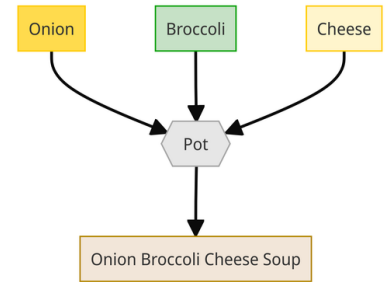 Onion
Broccoli
Cheese
Pot
Onion Broccoli Cheese Soup